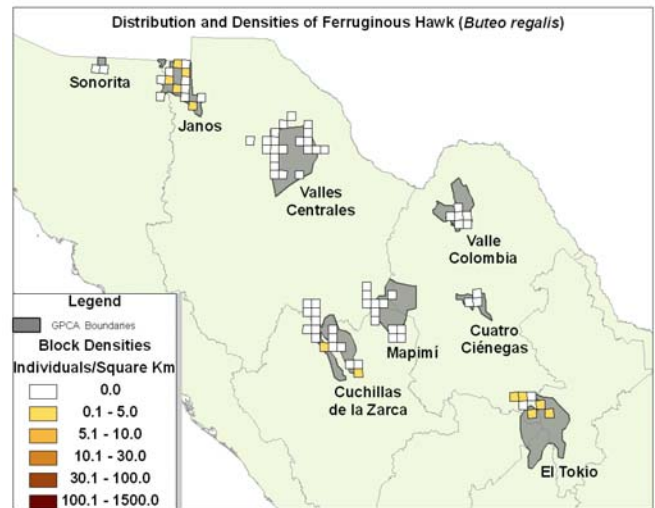 Distribution and Densities of Ferruginous Hawk (Buteo regalis)
Sonorita
Janos
Valles
Centrales
Valle
Colombia
Cuatro
Ciénegas
Mapimí
Cuchillas
de la Zarca
El Tokio
Legend
GPCA Boundaries
Block Densities
Individuals/Square Km
0.0
0.1 - 5.0
5.1 - 10.0
10.1 - 30.0
30.1 - 100.0
100.1 - 1500.0